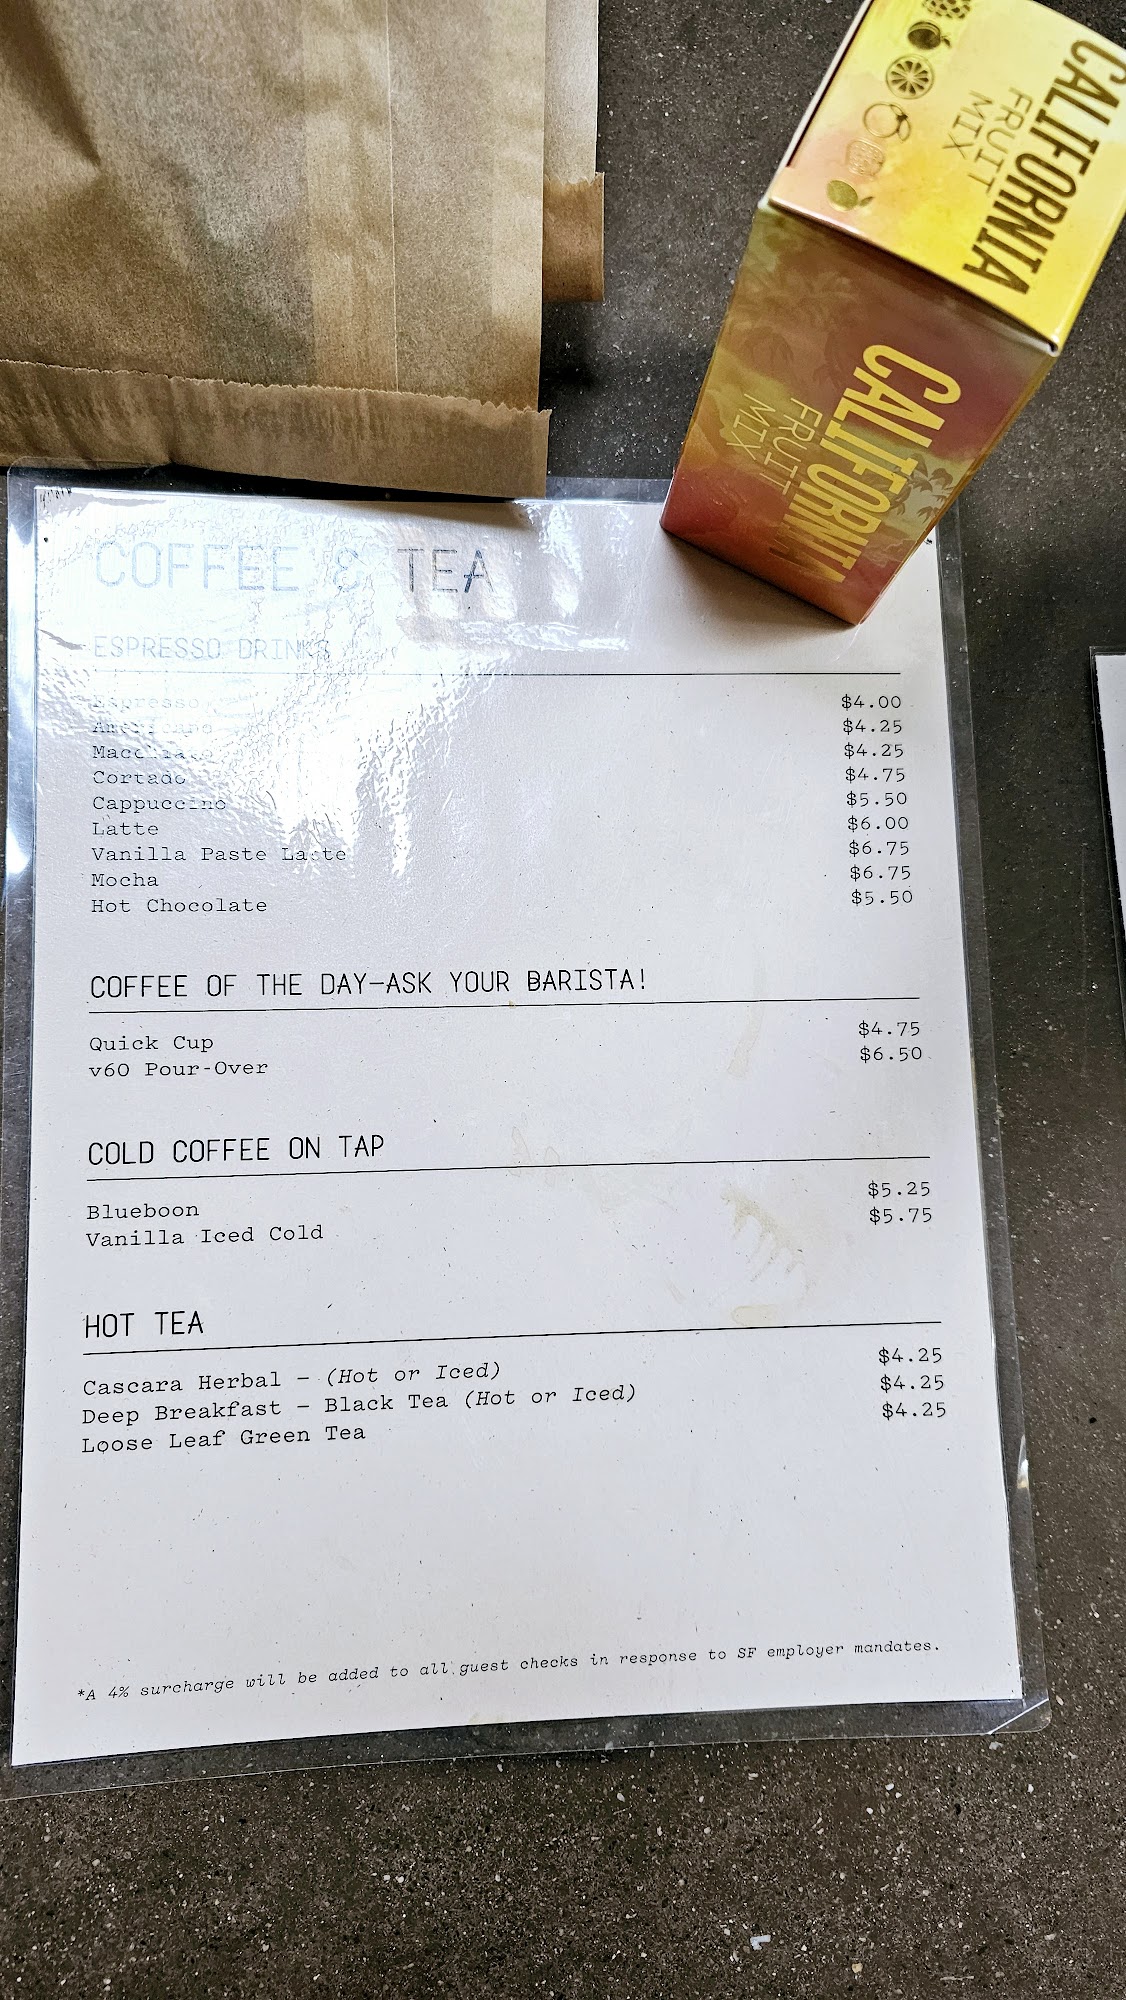 CALIFORNIA
FRUIT
MIX
CALIFORNIA
FRUIT
MIX
COFFEE & TEA
ESPRESSO DRINKS
Espresso $4.00
Americano $4.25
Macchiato $4.25
Cortado $4.75
Cappuccino $5.50
Latte $6.00
Vanilla Paste Latte $6.75
Mocha $6.75
Hot Chocolate $5.50
COFFEE OF THE DAY—ASK YOUR BARISTA!
Quick Cup $4.75
v60 Pour-Over $6.50
COLD COFFEE ON TAP
Blueboon $5.25
Vanilla Iced Cold $5.75
HOT TEA
Cascara Herbal — (Hot or Iced) $4.25
Deep Breakfast — Black Tea (Hot or Iced) $4.25
Loose Leaf Green Tea $4.25
*A 4% surcharge will be added to all guest checks in response to SF employer mandates.